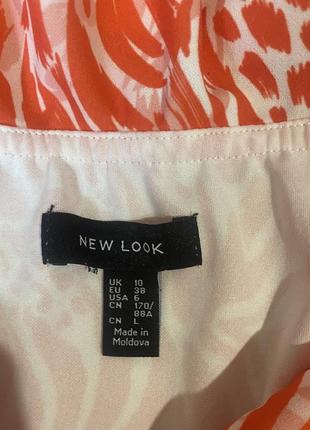 NEW LOOK
UK 10
EU 38
USA 6
CN 170/
88A
CN L
Made in
Moldova